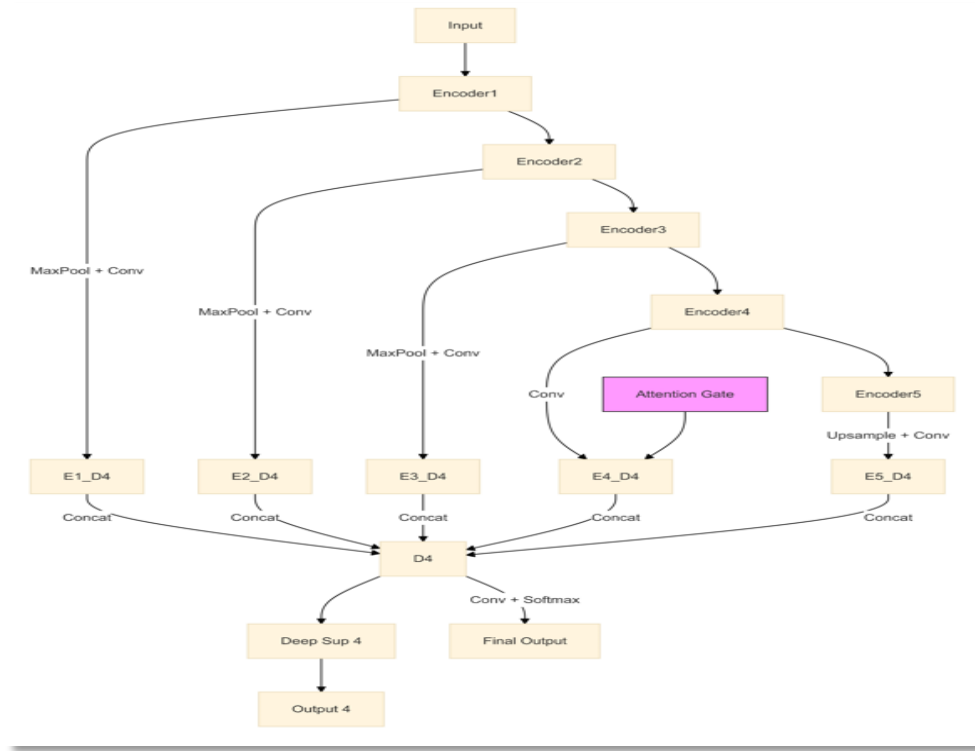 Input
Encoder1
Encoder2
Encoder3
MaxPool + Conv
Encoder4
MaxPool + Conv
MaxPool + Conv
Conv
Attention Gate
Encoder5
Upsample + Conv
E1_D4
E2_D4
E3_D4
E4_D4
E5_D4
Concat
Concat
Concat
Concat
Concat
D4
Conv + Softmax
Deep Sup 4
Final Output
Output 4